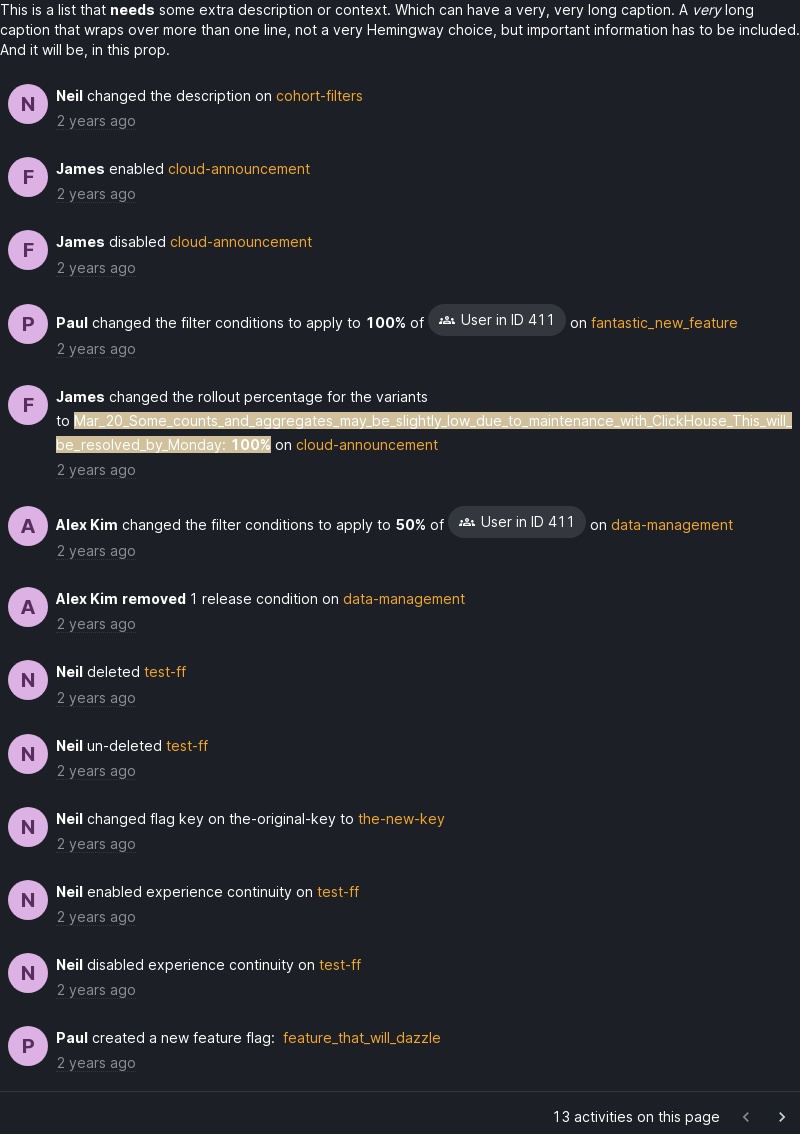 This is a list that needs some extra description or context. Which can have a very, very long caption. A very long
caption that wraps over more than one line, not a very Hemingway choice, but important information has to be included.
And it will be, in this prop.
N
Neil changed the description on cohort-filters
2 years ago
F
James enabled cloud-announcement
2 years ago
F
James disabled cloud-announcement
2 years ago
P
Paul changed the filter conditions to apply to 100% of User in ID 411 on fantastic_new_feature
2 years ago
F
James changed the rollout percentage for the variants
to Mar_20_Some_counts_and_aggregates_may_be_slightly_low_due_to_maintenance_with_ClickHouse_This_will_
be_resolved_by_Monday: 100% on cloud-announcement
2 years ago
A
Alex Kim changed the filter conditions to apply to 50% of User in ID 411 on data-management
2 years ago
A
Alex Kim removed 1 release condition on data-management
2 years ago
N
Neil deleted test-ff
2 years ago
N
Neil un-deleted test-ff
2 years ago
N
Neil changed flag key on the-original-key to the-new-key
2 years ago
N
Neil enabled experience continuity on test-ff
2 years ago
N
Neil disabled experience continuity on test-ff
2 years ago
P
Paul created a new feature flag: feature_that_will_dazzle
2 years ago
13 activities on this page